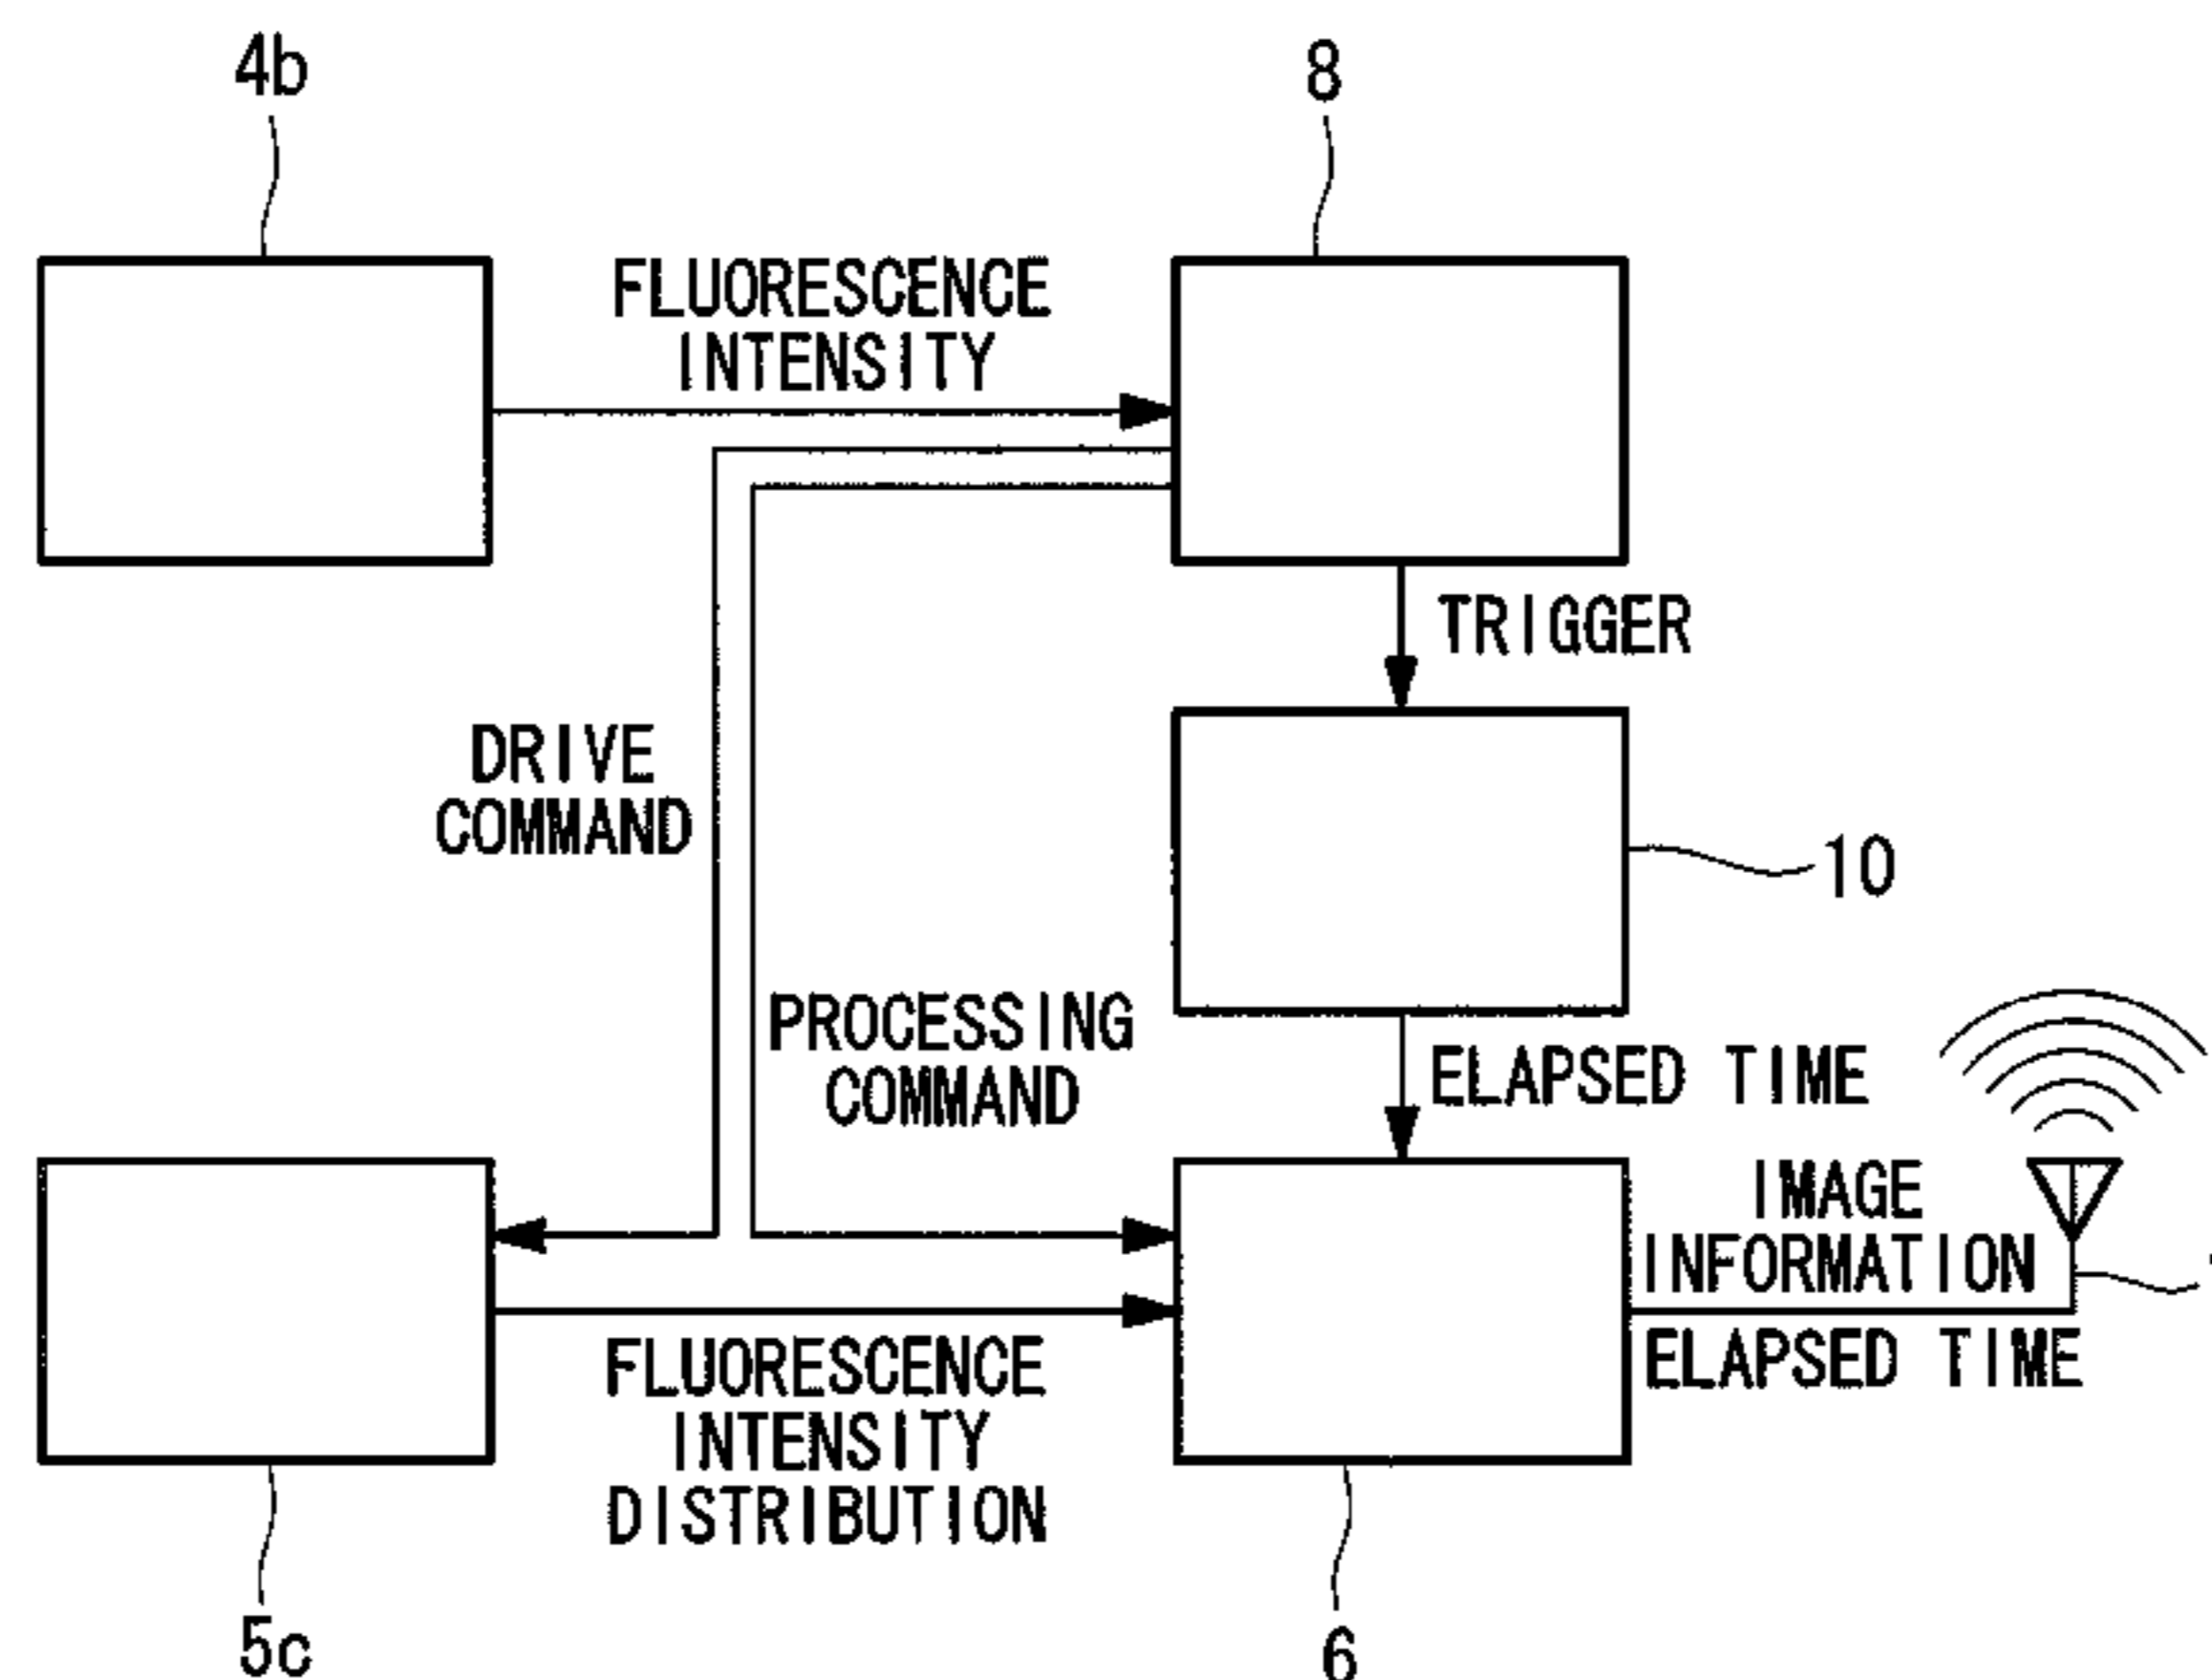 4b
8
FLUORESCENCE
INTENSITY
TRIGGER
DRIVE
COMMAND
10
PROCESSING
COMMAND
ELAPSED TIME
IMAGE
INFORMATION
ELAPSED TIME
FLUORESCENCE
INTENSITY
DISTRIBUTION
5c
6